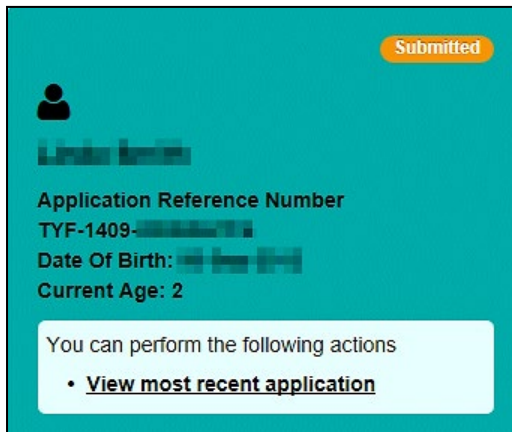 Submitted
Application Reference Number
TYF-1409-
Date Of Birth:
Current Age: 2
You can perform the following actions
• View most recent application